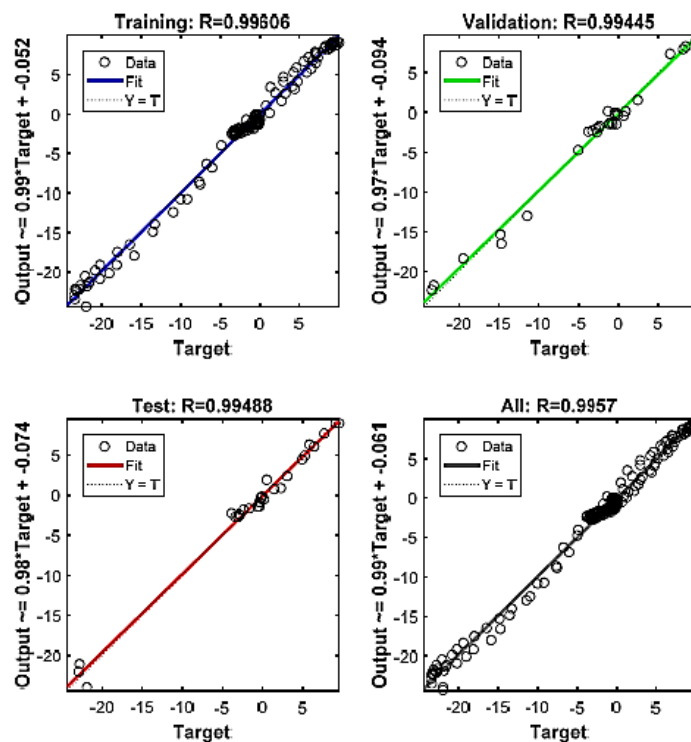 Training: R=0.99606
Output ~= 0.99*Target + -0.052
Data
Fit
Y = T
5
0
-5
-10
-15
-20
-20 -15 -10 -5 0 5
Target
Validation: R=0.99445
Output ~= 0.97*Target + -0.094
Data
Fit
Y = T
5
0
-5
-10
-15
-20
-20 -15 -10 -5 0 5
Target
Test: R=0.99488
Output ~= 0.98*Target + -0.074
Data
Fit
Y = T
5
0
-5
-10
-15
-20
-20 -15 -10 -5 0 5
Target
All: R=0.9957
Output ~= 0.99*Target + -0.061
Data
Fit
Y = T
5
0
-5
-10
-15
-20
-20 -15 -10 -5 0 5
Target